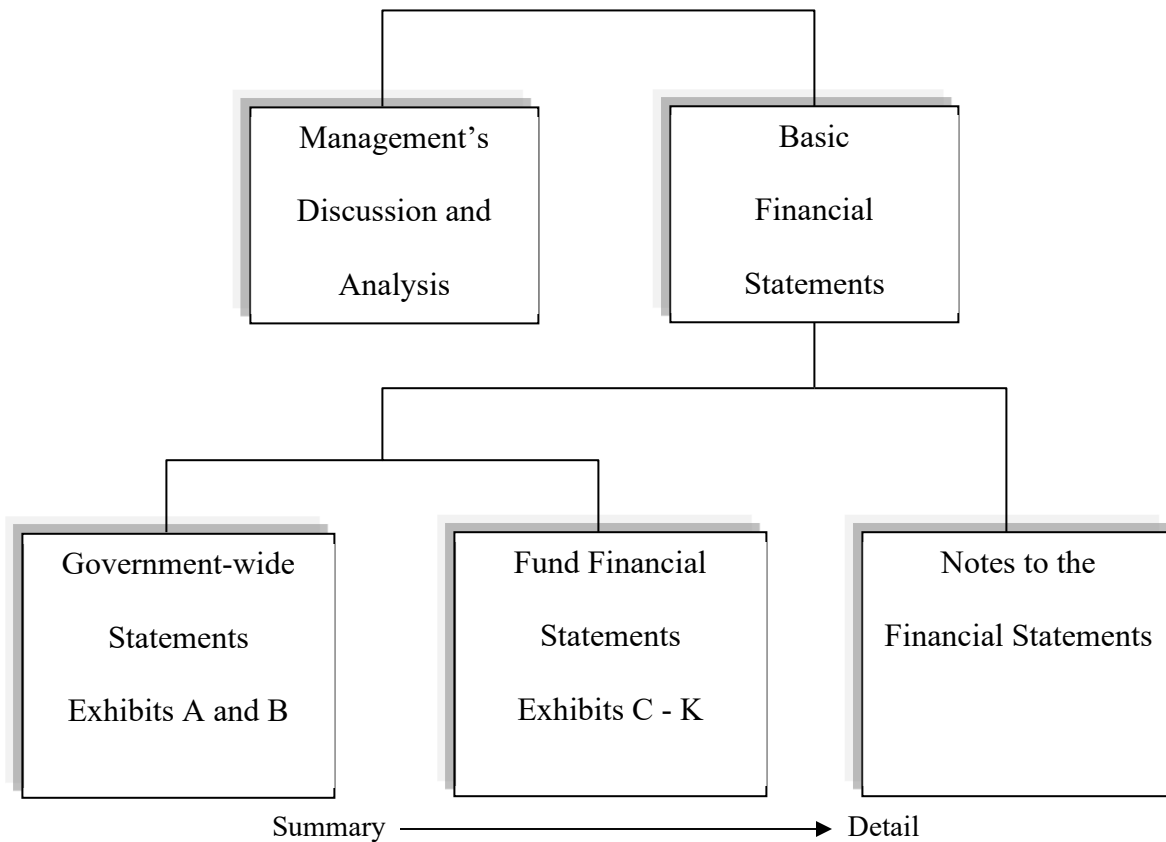 Management’s
Discussion and
Analysis
Basic
Financial
Statements
Government-wide
Statements
Exhibits A and B
Fund Financial
Statements
Exhibits C - K
Notes to the
Financial Statements
Summary
Detail